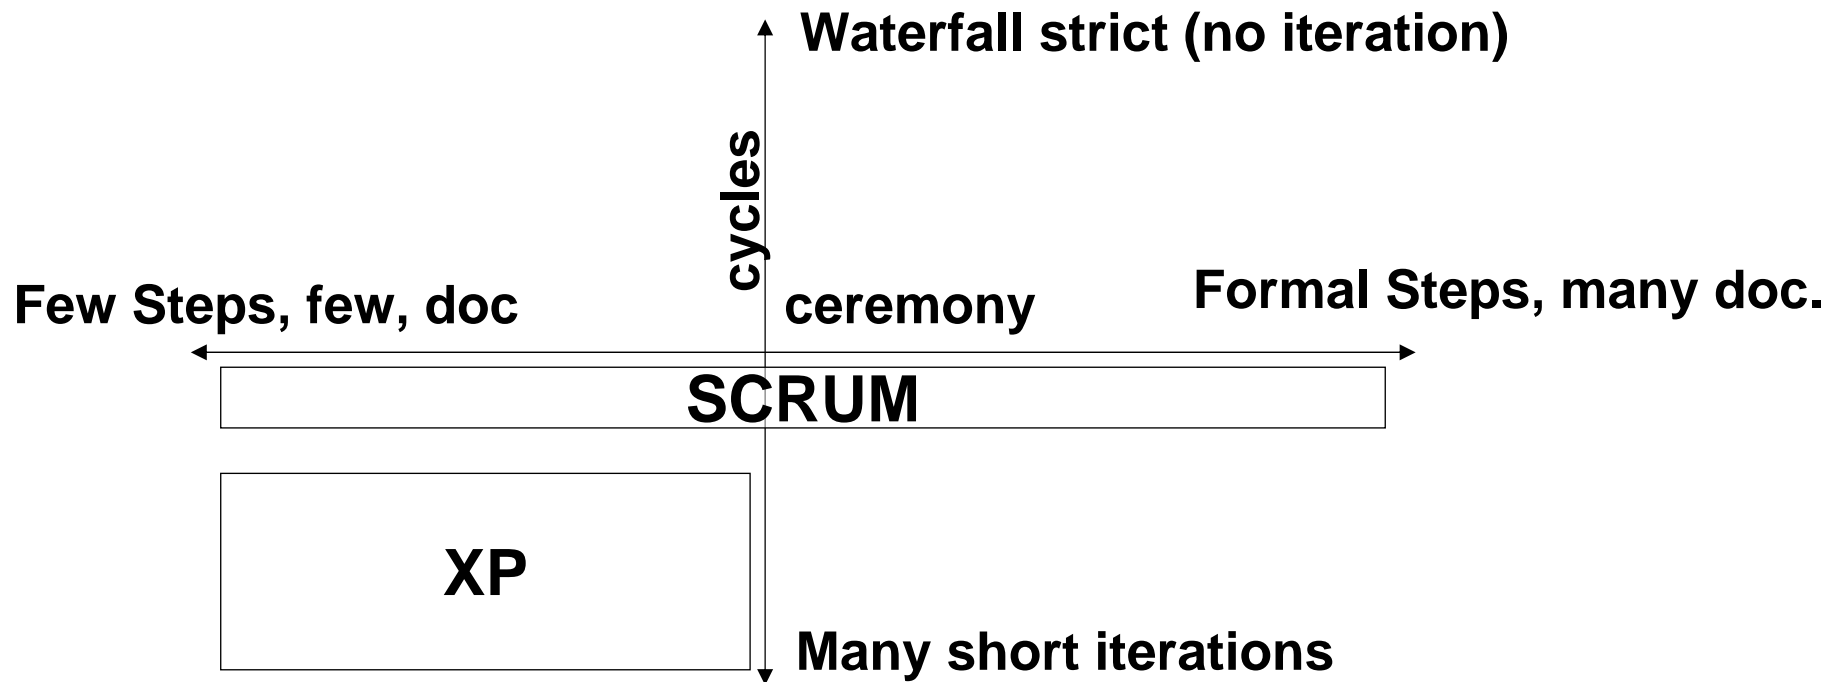 Waterfall strict (no iteration)
cycles
Few Steps, few, doc
ceremony
Formal Steps, many doc.
SCRUM
XP
Many short iterations